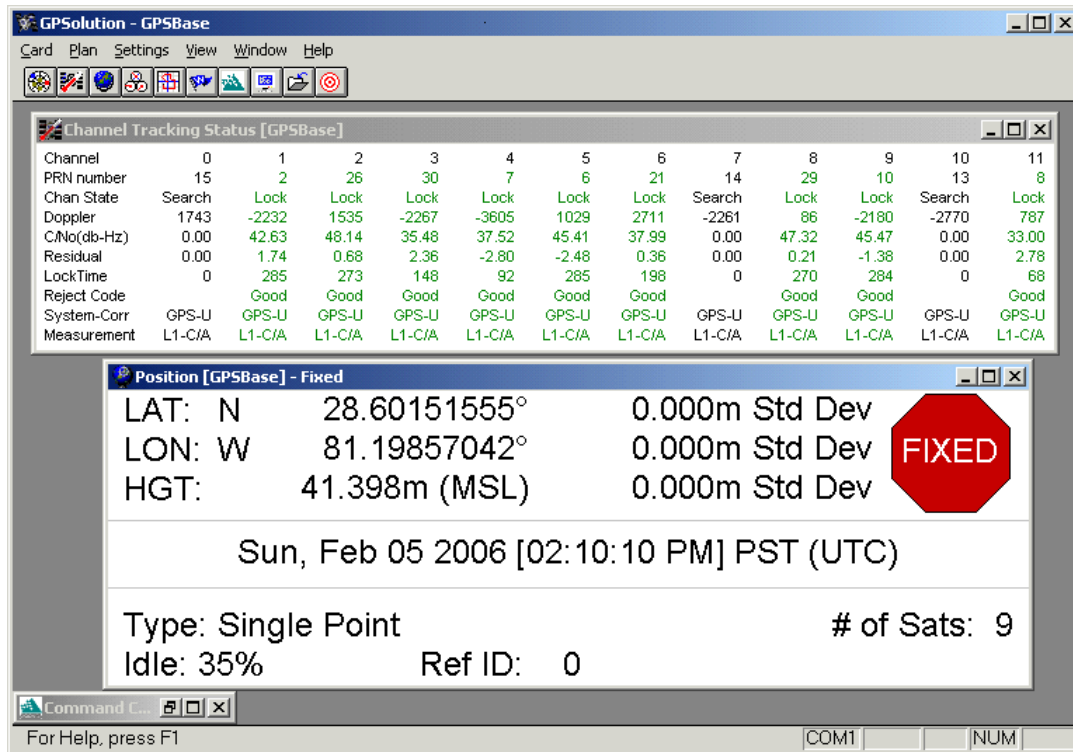 GPSolution - GPSBase
Card Plan Settings View Window Help
Channel Tracking Status [GPSBase]
Channel 0 1 2 3 4 5 6 7 8 9 10 11
PRN number 15 2 26 30 7 6 21 14 29 10 13 8
Chan State Search Lock Lock Lock Lock Lock Lock Search Lock Lock Search Lock
Doppler 1743 -2232 1535 -2267 -3605 1029 2711 -2261 86 -2180 -2770 787
C/No(db-Hz) 0.00 42.63 48.14 35.48 37.52 45.41 37.99 0.00 47.32 45.47 0.00 33.00
Residual 0.00 1.74 0.68 2.36 -2.80 -2.48 0.36 0.00 0.21 -1.38 0.00 2.78
LockTime 0 285 273 148 92 285 198 0 270 284 0 68
Reject Code Good Good Good Good Good Good Good Good Good
System-Corr GPS-U GPS-U GPS-U GPS-U GPS-U GPS-U GPS-U GPS-U GPS-U GPS-U GPS-U GPS-U
Measurement L1-C/A L1-C/A L1-C/A L1-C/A L1-C/A L1-C/A L1-C/A L1-C/A L1-C/A L1-C/A L1-C/A L1-C/A
Position [GPSBase] - Fixed
LAT: N 28.60151555° 0.000m Std Dev
LON: W 81.19857042° 0.000m Std Dev
HGT: 41.398m (MSL) 0.000m Std Dev
FIXED
Sun, Feb 05 2006 [02:10:10 PM] PST (UTC)
Type: Single Point # of Sats: 9
Idle: 35% Ref ID: 0
Command C...
For Help, press F1 COM1 NUM